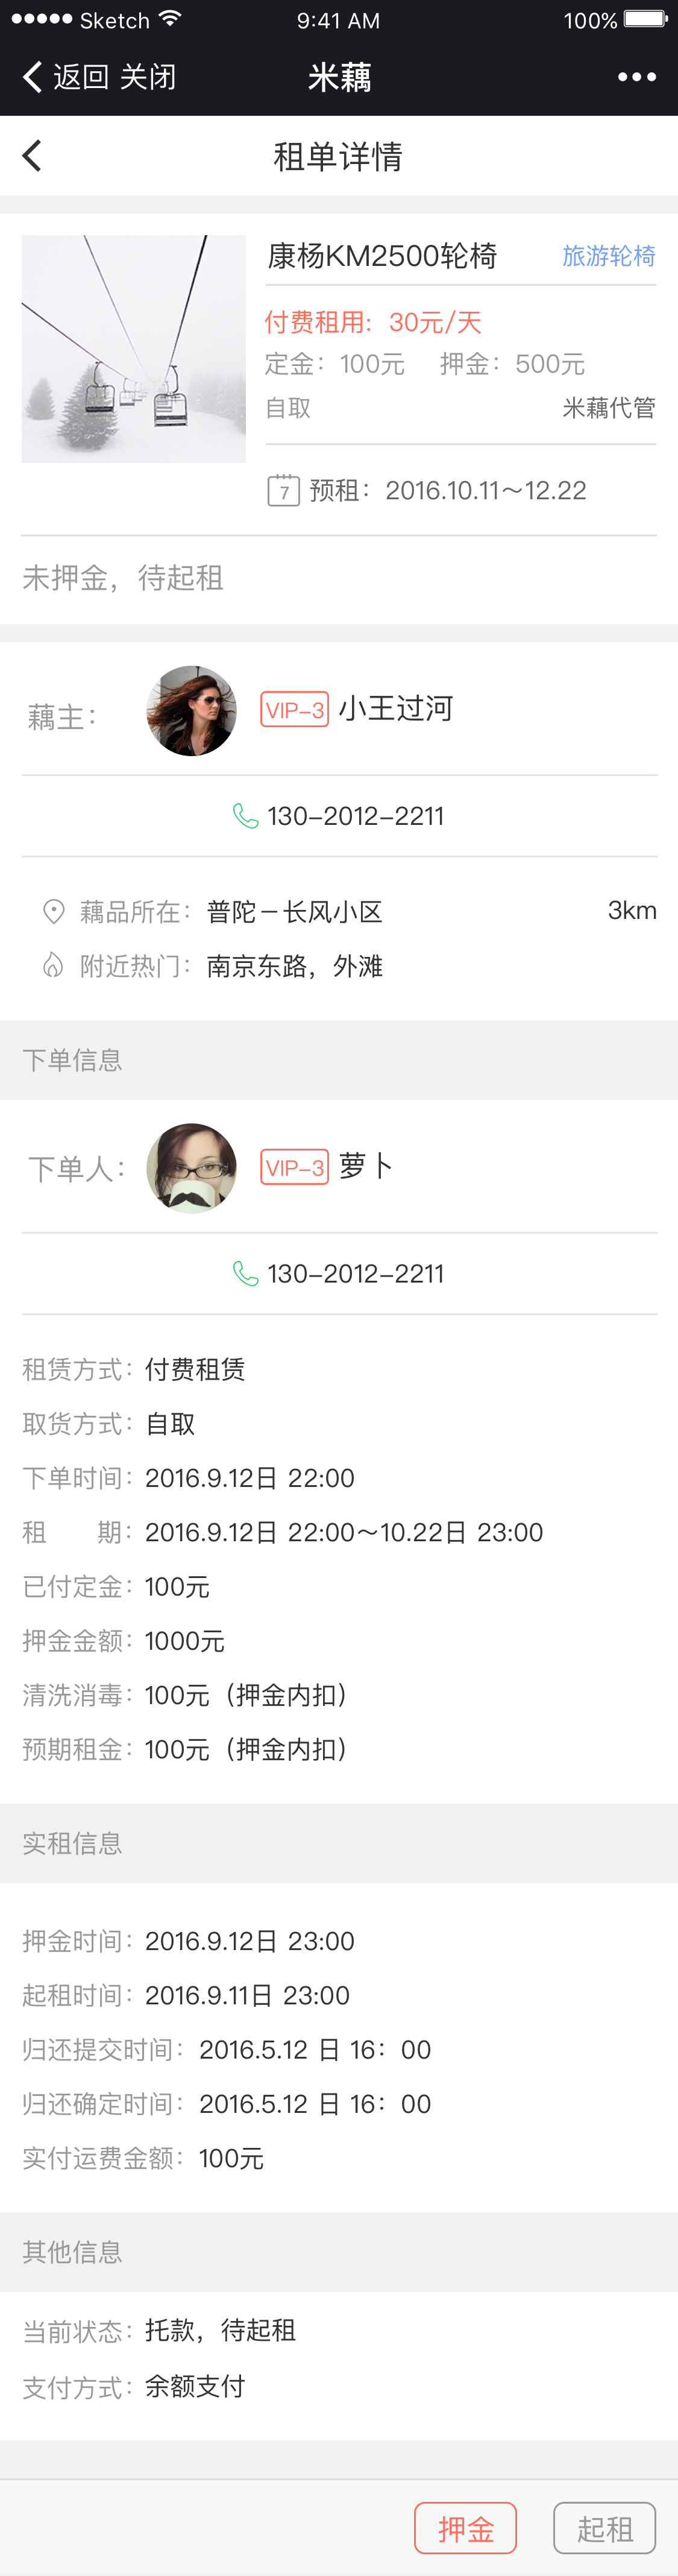 Sketch 9:41 AM 100%
返回 关闭 米藕
租单详情
康杨KM2500轮椅 旅游轮椅
付费租用: 30元/天
定金: 100元 押金: 500元
自取 米藕代管
7 预租: 2016.10.11~12.22
未押金，待起租
藕主: VIP-3 小王过河
130-2012-2211
藕品所在: 普陀－长风小区 3km
附近热门: 南京东路，外滩
下单信息
下单人: VIP-3 萝卜
130-2012-2211
租赁方式: 付费租赁
取货方式: 自取
下单时间: 2016.9.12日 22:00
租 期: 2016.9.12日 22:00~10.22日 23:00
已付定金: 100元
押金金额: 1000元
清洗消毒: 100元（押金内扣）
预期租金: 100元（押金内扣）
实租信息
押金时间: 2016.9.12日 23:00
起租时间: 2016.9.11日 23:00
归还提交时间: 2016.5.12 日 16：00
归还确定时间: 2016.5.12 日 16：00
实付运费金额: 100元
其他信息
当前状态: 托款，待起租
支付方式: 余额支付
押金 起租